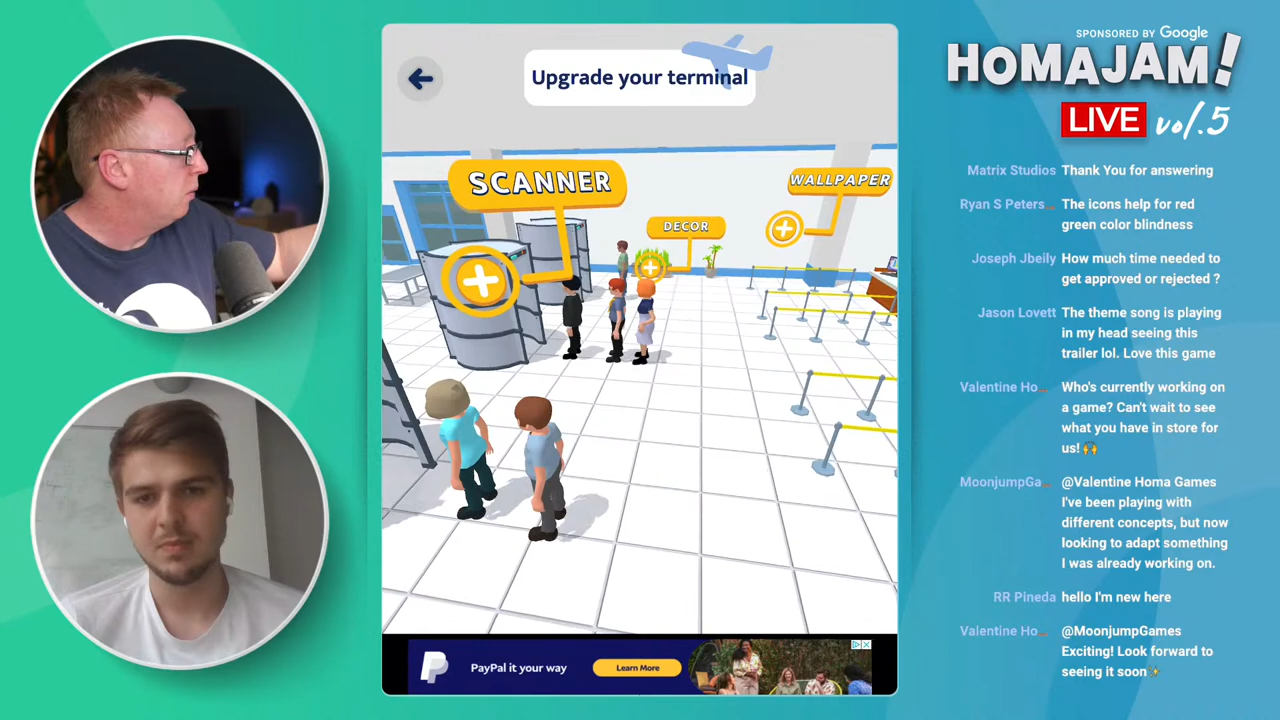 Upgrade your terminal
SCANNER
DECOR
WALLPAPER
PayPal it your way
Learn More
SPONSORED BY Google
HOMAJAM!
LIVE vol.5
Matrix Studios Thank You for answering
Ryan S Peters... The icons help for red
green color blindness
Joseph Jbeily How much time needed to
get approved or rejected ?
Jason Lovett The theme song is playing
in my head seeing this
trailer lol. Love this game
Valentine Ho... Who's currently working on
a game? Can't wait to see
what you have in store for
us! 🙌
MoonjumpGa... @Valentine Homa Games
I've been playing with
different concepts, but now
looking to adapt something
I was already working on.
RR Pineda hello I'm new here
Valentine Ho... @MoonjumpGames
Exciting! Look forward to
seeing it soon✨